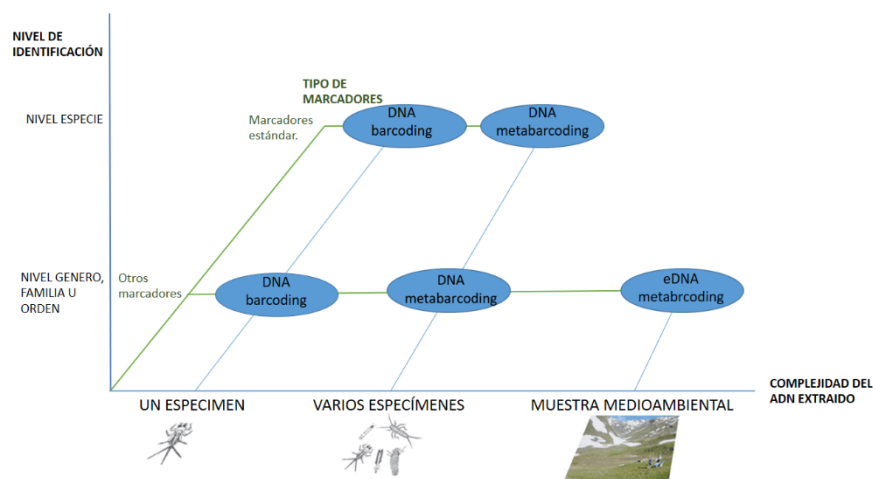 NIVEL DE
IDENTIFICACIÓN
TIPO DE
MARCADORES
NIVEL ESPECIE
Marcadores
estándar.
DNA
barcoding
DNA
metabarcoding
NIVEL GENERO,
FAMILIA U
ORDEN
Otros
marcadores
DNA
barcoding
DNA
metabarcoding
eDNA
metabrcoding
COMPLEJIDAD DEL
ADN EXTRAIDO
UN ESPECIMEN
VARIOS ESPECÍMENES
MUESTRA MEDIOAMBIENTAL